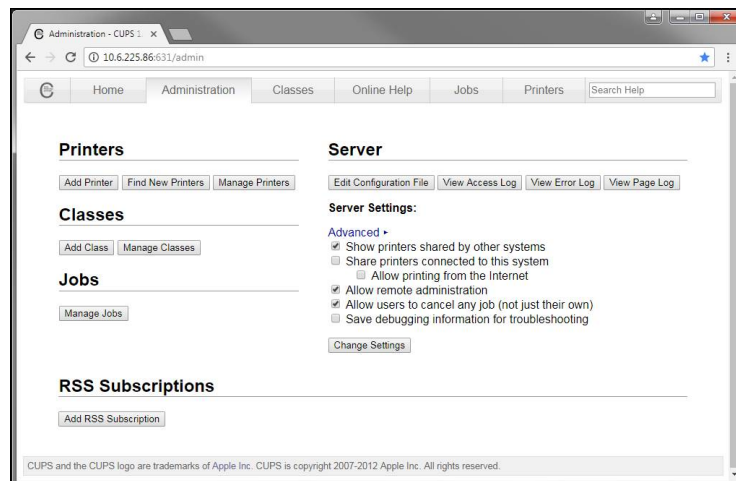 Administration - CUPS 1
10.6.225.86:631/admin
Home Administration Classes Online Help Jobs Printers Search Help
Printers
Add Printer Find New Printers Manage Printers
Classes
Add Class Manage Classes
Jobs
Manage Jobs
Server
Edit Configuration File View Access Log View Error Log View Page Log
Server Settings:
Advanced ▸
Show printers shared by other systems
Share printers connected to this system
Allow printing from the Internet
Allow remote administration
Allow users to cancel any job (not just their own)
Save debugging information for troubleshooting
Change Settings
RSS Subscriptions
Add RSS Subscription
CUPS and the CUPS logo are trademarks of Apple Inc. CUPS is copyright 2007-2012 Apple Inc. All rights reserved.